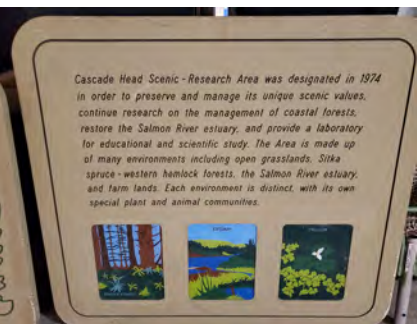 Cascade Head Scenic-Research Area was designated in 1974
in order to preserve and manage its unique scenic values,
continue research on the management of coastal forests,
restore the Salmon River estuary, and provide a laboratory
for educational and scientific study. The Area is made up
of many environments including open grasslands, Sitka
spruce-western hemlock forests, the Salmon River estuary,
and farm lands. Each environment is distinct, with its own
special plant and animal communities.